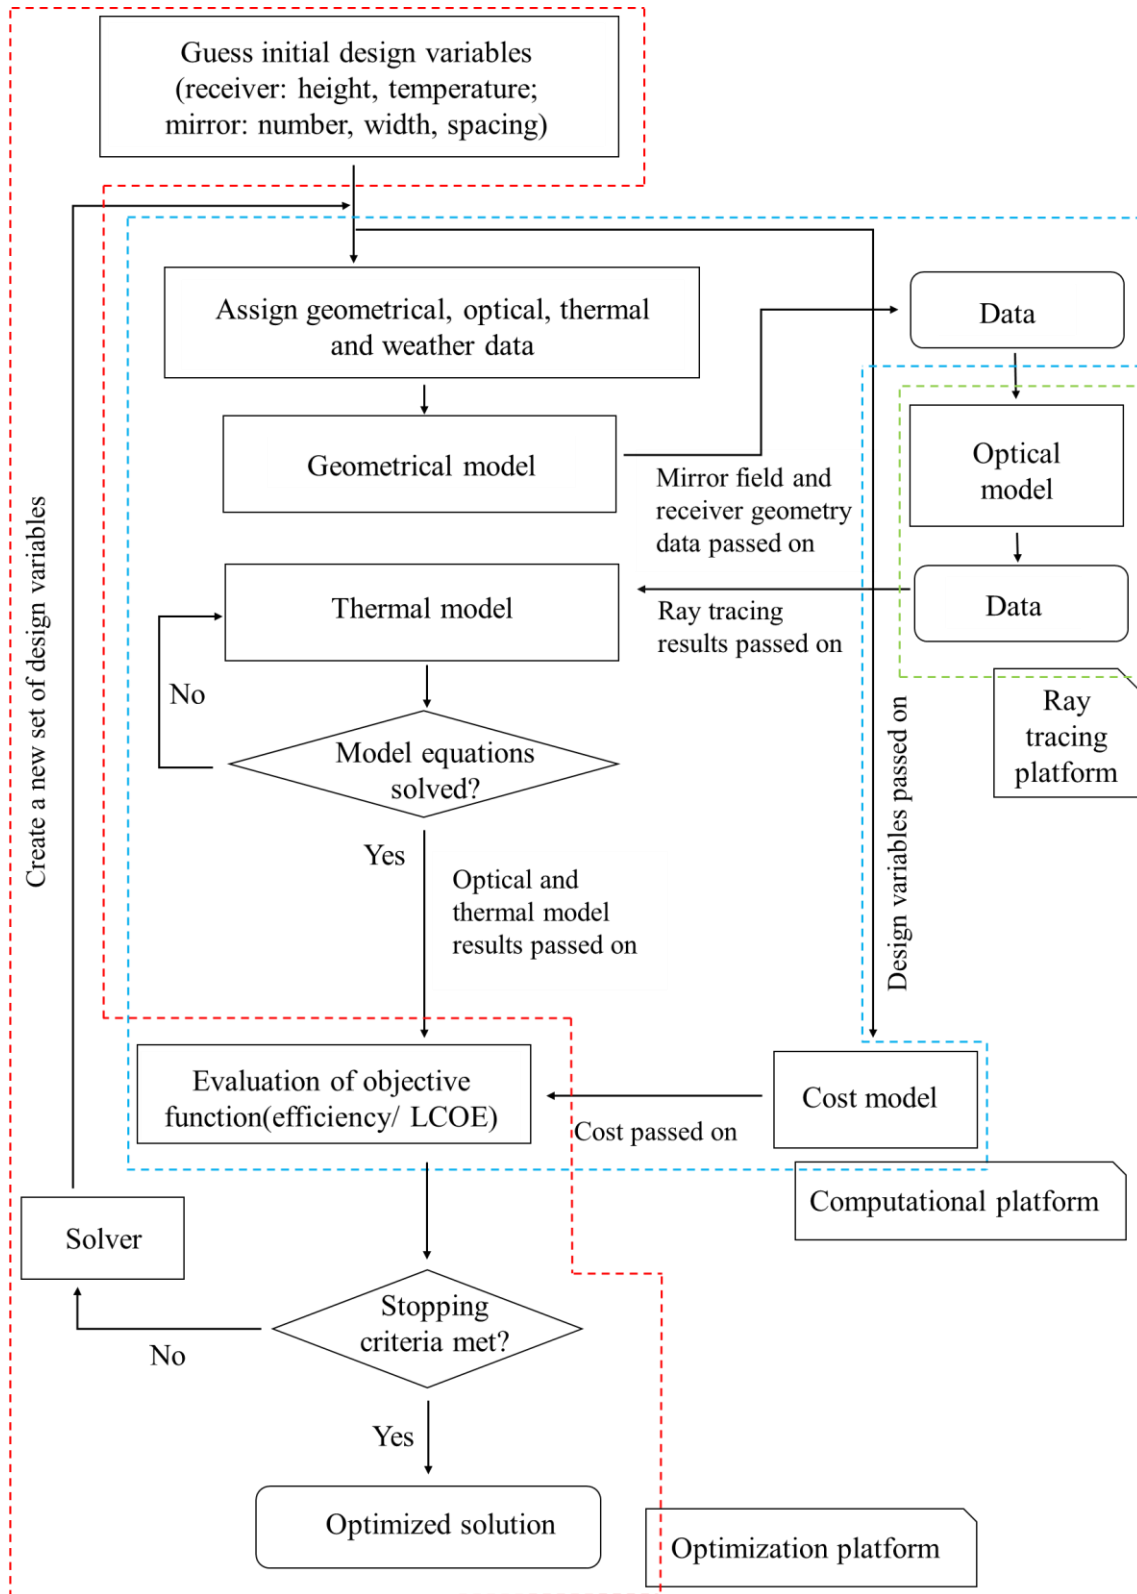 Guess initial design variables
(receiver: height, temperature;
mirror: number, width, spacing)
Assign geometrical, optical, thermal
and weather data
Data
Geometrical model
Mirror field and
receiver geometry
data passed on
Optical
model
Thermal model
Ray tracing
results passed on
Data
No
Ray
tracing
platform
Model equations
solved?
Yes
Optical and
thermal model
results passed on
Design variables passed on
Create a new set of design variables
Evaluation of objective
function(efficiency/ LCOE)
Cost passed on
Cost model
Computational platform
Solver
Stopping
criteria met?
No
Yes
Optimized solution
Optimization platform